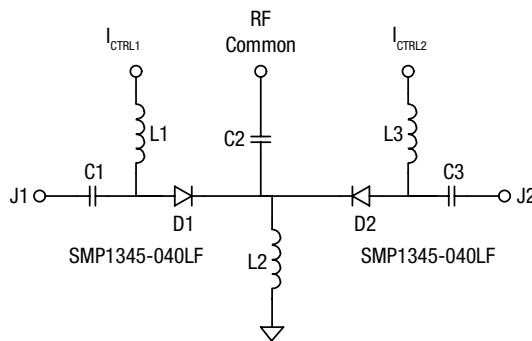 I_CTRL1
RF
Common
I_CTRL2
L1
C2
L3
C1
C3
J1
J2
D1
D2
SMP1345-040LF
L2
SMP1345-040LF